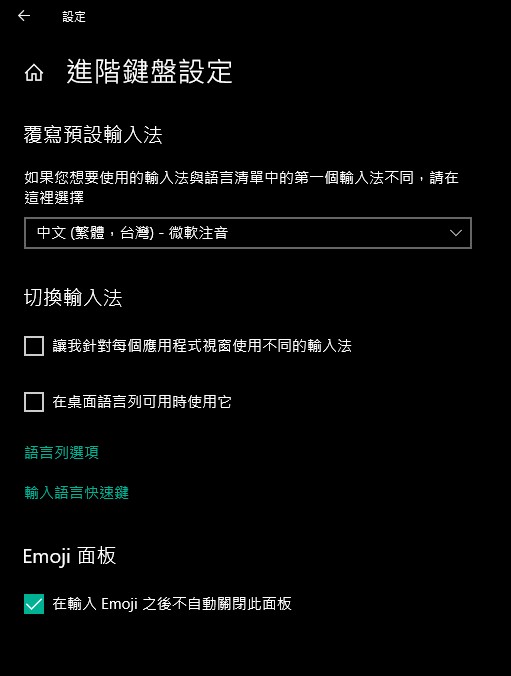 設定
進階鍵盤設定
覆寫預設輸入法
如果您想要使用的輸入法與語言清單中的第一個輸入法不同，請在
這裡選擇
中文 (繁體，台灣) - 微軟注音
切換輸入法
讓我針對每個應用程式視窗使用不同的輸入法
在桌面語言列可用時使用它
語言列選項
輸入語言快速鍵
Emoji 面板
在輸入 Emoji 之後不自動關閉此面板